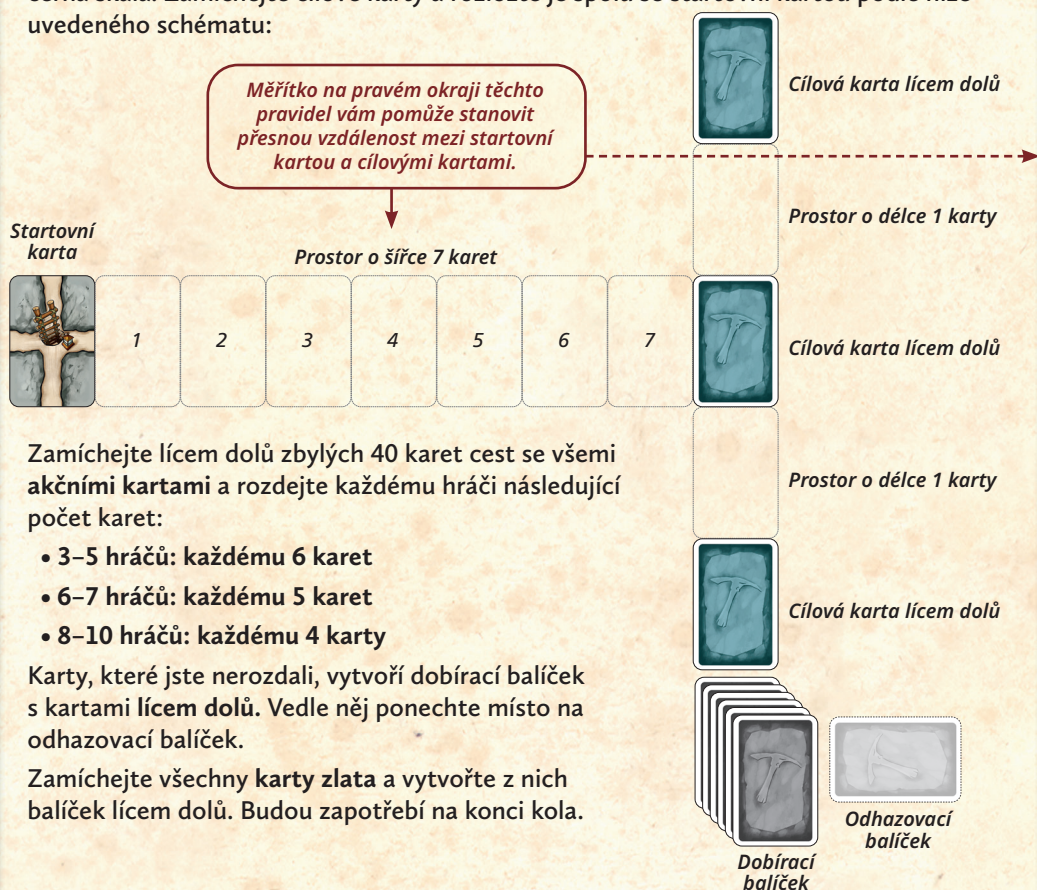 uvedeného schématu:
Cílová karta lícem dolů
Měřítko na pravém okraji těchto
pravidel vám pomůže stanovit
přesnou vzdálenost mezi startovní
kartou a cílovými kartami.
Prostor o délce 1 karty
Startovní
karta
Prostor o šířce 7 karet
1 2 3 4 5 6 7
Cílová karta lícem dolů
Prostor o délce 1 karty
Cílová karta lícem dolů
Zamíchejte lícem dolů zbylých 40 karet cest se všemi
akčními kartami a rozdejte každému hráči následující
počet karet:
• 3–5 hráčů: každému 6 karet
• 6–7 hráčů: každému 5 karet
• 8–10 hráčů: každému 4 karty
Karty, které jste nerozdali, vytvoří dobírací balíček
s kartami lícem dolů. Vedle něj ponechte místo na
odhazovací balíček.
Zamíchejte všechny karty zlata a vytvořte z nich
balíček lícem dolů. Budou zapotřebí na konci kola.
Odhazovací
balíček
Dobírací
balíček